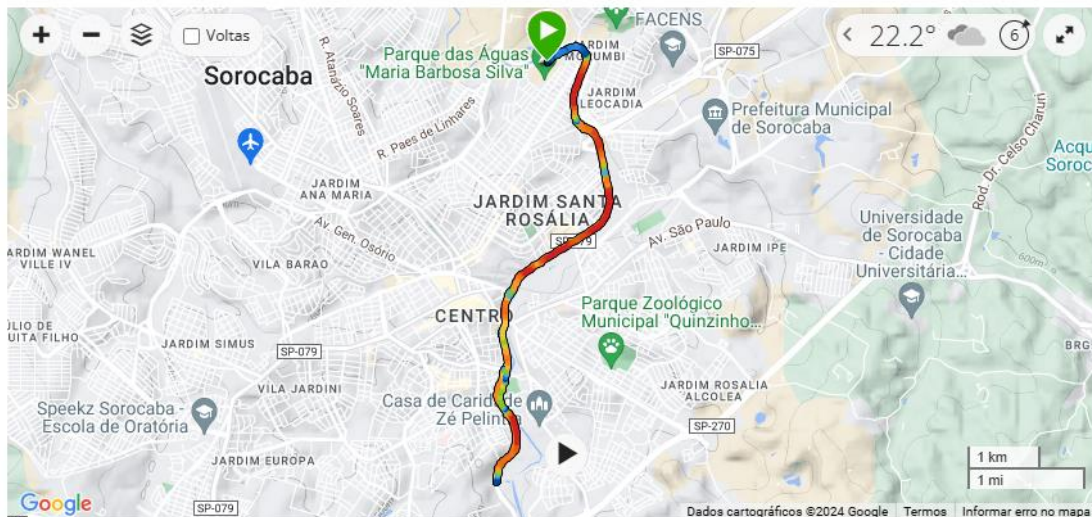 +
−
Voltas
22.2°
6
FACENS
SP-075
Parque das Águas
"Maria Barbosa Silva"
JARDIM
MORUMBI
Sorocaba
R. Atanázio Soares
JARDIM
LEOCADIA
Prefeitura Municipal
de Sorocaba
R. Paes de Linhares
Rod. Dr. Celso Charuri
JARDIM
ANA MARIA
JARDIM SANTA
ROSÁLIA
Av. Gen. Osório
Av. São Paulo
Universidade
de Sorocaba
- Cidade
Universitária...
JARDIM WANEL
VILLE IV
VILA BARAO
JARDIM IPE
600m
Parque Zoológico
Municipal "Quinzinho...
CENTRO
JARDIM SIMUS
SP-079
VILA JARDINI
JARDIM ROSALIA
ALCOLEA
Casa de Caridade
Zé Pelintra
Speekz Sorocaba -
Escola de Oratória
SP-270
JARDIM EUROPA
SP-079
1 km
1 mi
Google
Dados cartográficos ©2024 Google
Termos
Informar erro no mapa